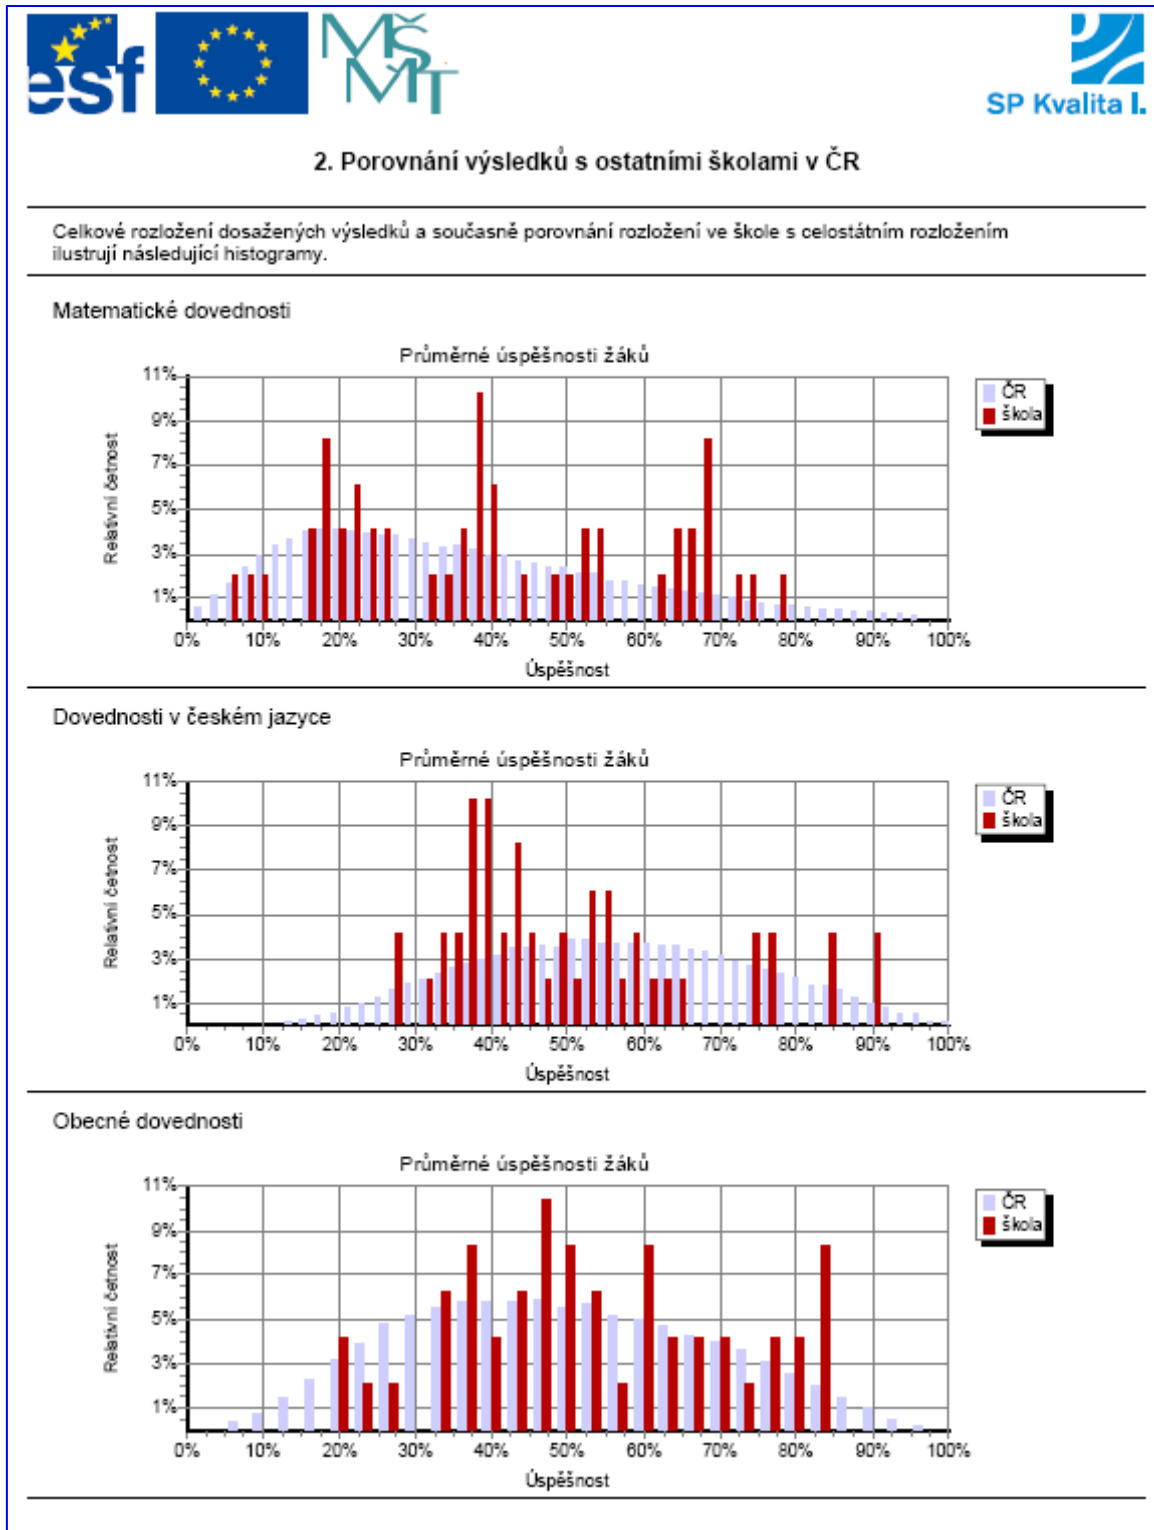 esf
MŠ
MT
SP Kvalita I.
2. Porovnání výsledků s ostatními školami v ČR
Celkové rozložení dosažených výsledků a současně porovnání rozložení ve škole s celostátním rozložením
ilustrují následující histogramy.
Matematické dovednosti
Průměrné úspěšnosti žáků
11%
9%
7%
5%
3%
1%
Relativní četnost
0% 10% 20% 30% 40% 50% 60% 70% 80% 90% 100%
Úspěšnost
ČR
škola
Dovednosti v českém jazyce
Průměrné úspěšnosti žáků
11%
9%
7%
5%
3%
1%
Relativní četnost
0% 10% 20% 30% 40% 50% 60% 70% 80% 90% 100%
Úspěšnost
ČR
škola
Obecné dovednosti
Průměrné úspěšnosti žáků
11%
9%
7%
5%
3%
1%
Relativní četnost
0% 10% 20% 30% 40% 50% 60% 70% 80% 90% 100%
Úspěšnost
ČR
škola